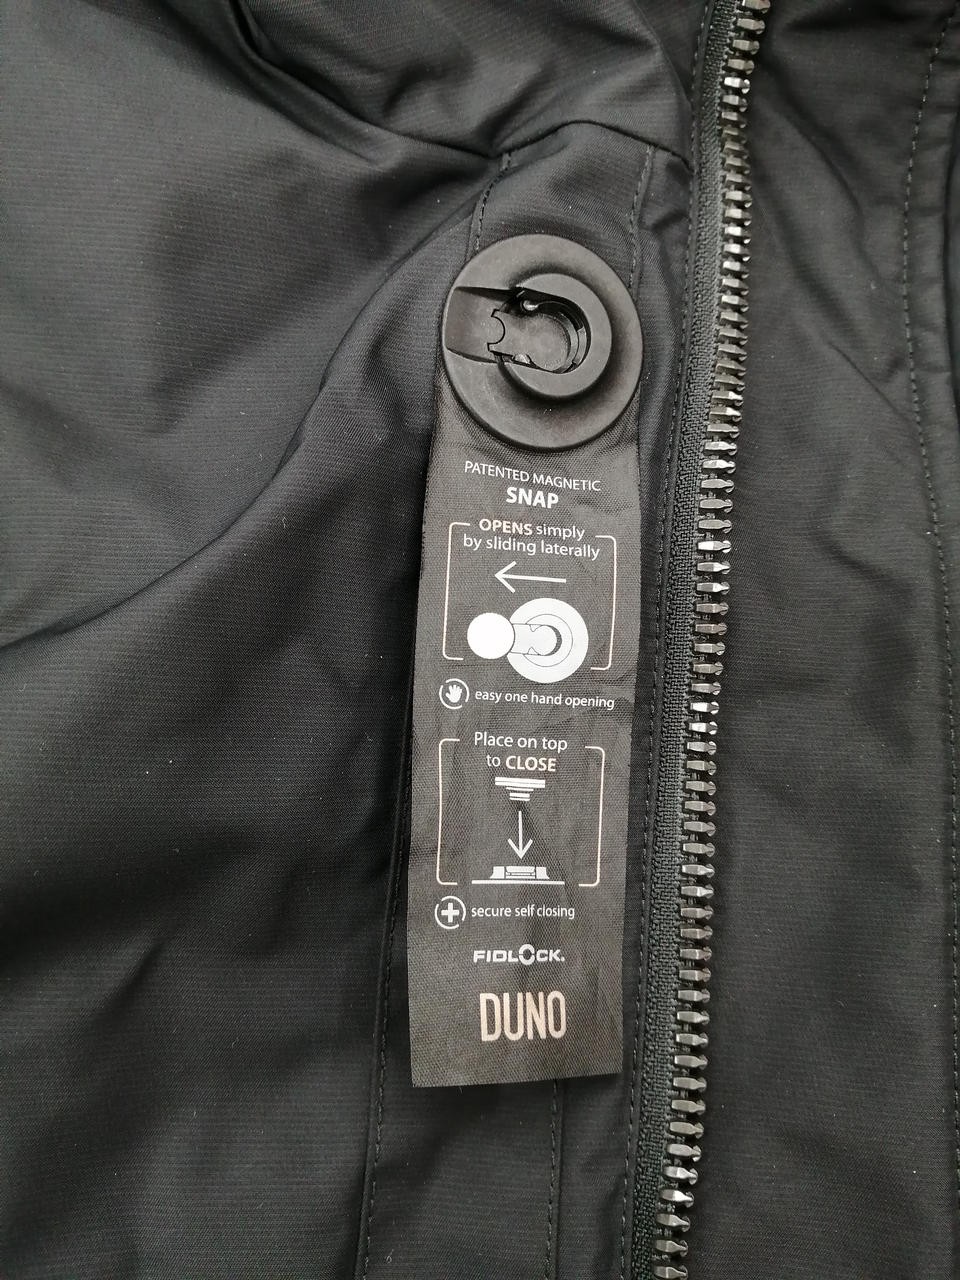 PATENTED MAGNETIC
SNAP
OPENS simply
by sliding laterally
easy one hand opening
Place on top
to CLOSE
secure self closing
FIDLOCK.
DUNO